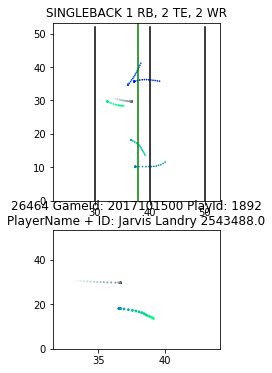 SINGLEBACK 1 RB, 2 TE, 2 WR
50
40
30
20
10
0
30 40 50
26464 GameId: 2017101500 PlayId: 1892
PlayerName + ID: Jarvis Landry 2543488.0
40
20
0
35 40